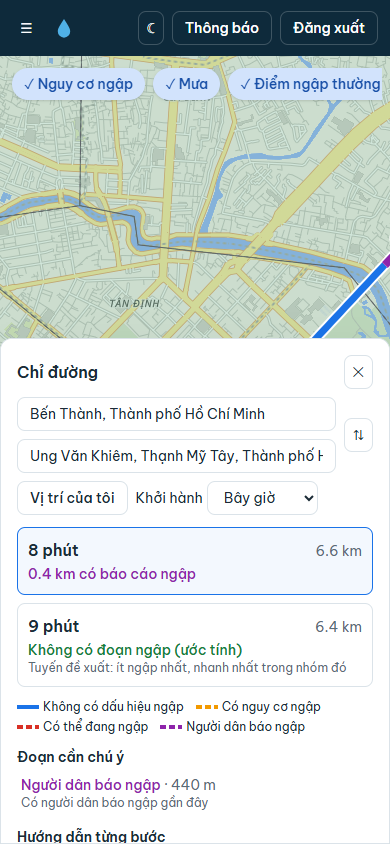 ☰
☾ Thông báo Đăng xuất
✓ Nguy cơ ngập ✓ Mưa ✓ Điểm ngập thường
TÂN ĐỊNH
Chỉ đường
Bến Thành, Thành phố Hồ Chí Minh
Ung Văn Khiêm, Thạnh Mỹ Tây, Thành phố H
Vị trí của tôi Khởi hành Bây giờ
8 phút 6.6 km
0.4 km có báo cáo ngập
9 phút 6.4 km
Không có đoạn ngập (ước tính)
Tuyến đề xuất: ít ngập nhất, nhanh nhất trong nhóm đó
Không có dấu hiệu ngập Có nguy cơ ngập
Có thể đang ngập Người dân báo ngập
Đoạn cần chú ý
Người dân báo ngập · 440 m
Có người dân báo ngập gần đây
Hướng dẫn từng bước